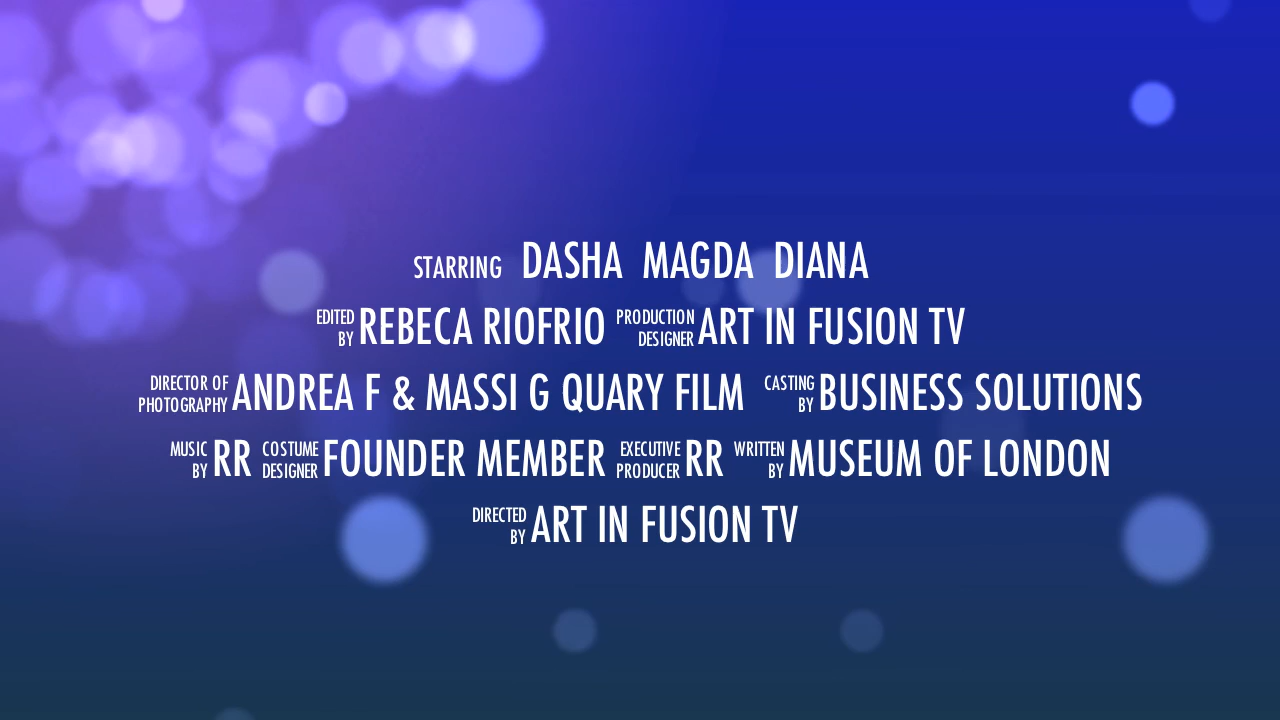 STARRING DASHA MAGDA DIANA
EDITED BY REBECA RIOFRIO PRODUCTION DESIGNER ART IN FUSION TV
DIRECTOR OF PHOTOGRAPHY ANDREA F & MASSI G QUARY FILM CASTING BY BUSINESS SOLUTIONS
MUSIC BY RR COSTUME DESIGNER FOUNDER MEMBER EXECUTIVE PRODUCER RR WRITTEN BY MUSEUM OF LONDON
DIRECTED BY ART IN FUSION TV